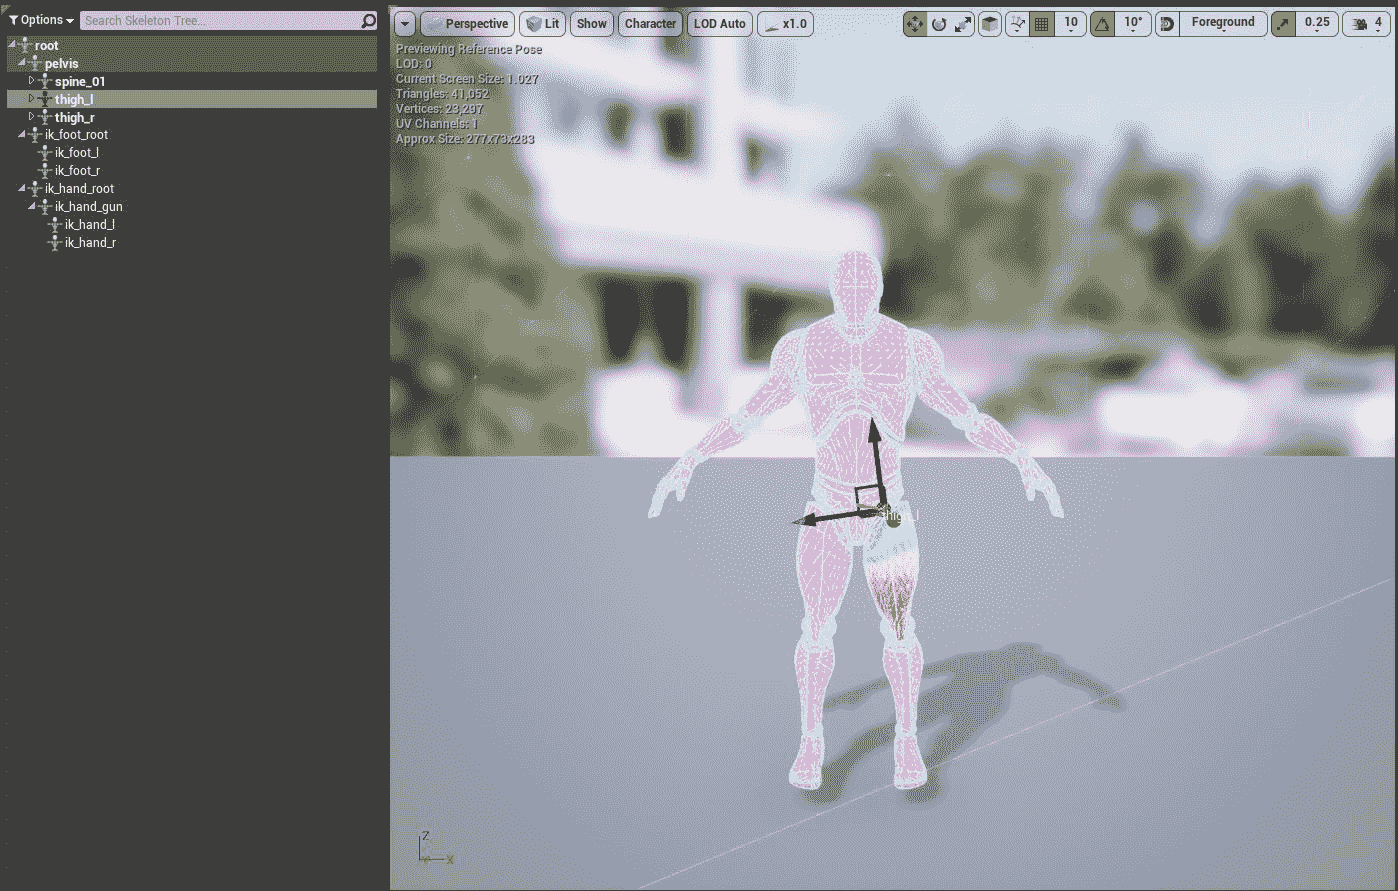 Options
Search Skeleton Tree...
root
pelvis
spine_01
thigh_l
thigh_r
ik_foot_root
ik_foot_l
ik_foot_r
ik_hand_root
ik_hand_gun
ik_hand_l
ik_hand_r
Perspective Lit Show Character LOD Auto x1.0 10 10° Foreground 0.25 4
Previewing Reference Pose
LOD: 0
Current Screen Size: 1.027
Triangles: 41,052
Vertices: 23,297
UV Channels: 1
Approx Size: 277x73x283
thigh_l
Z
X